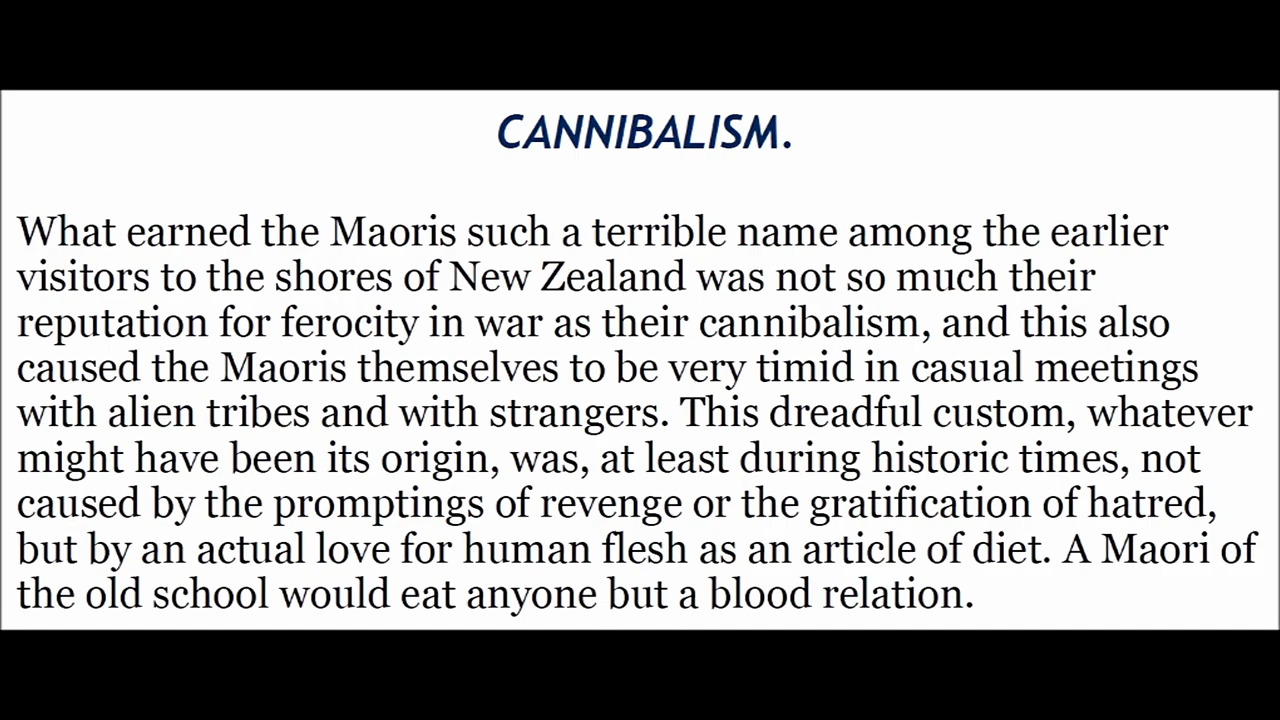 CANNIBALISM.
What earned the Maoris such a terrible name among the earlier
visitors to the shores of New Zealand was not so much their
reputation for ferocity in war as their cannibalism, and this also
caused the Maoris themselves to be very timid in casual meetings
with alien tribes and with strangers. This dreadful custom, whatever
might have been its origin, was, at least during historic times, not
caused by the promptings of revenge or the gratification of hatred,
but by an actual love for human flesh as an article of diet. A Maori of
the old school would eat anyone but a blood relation.